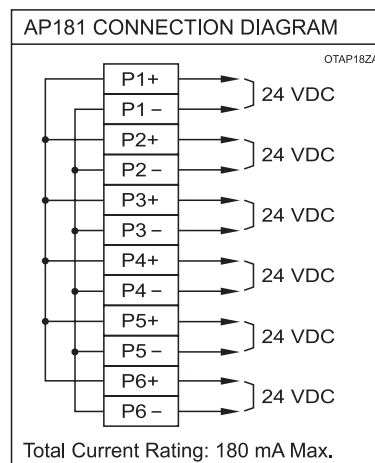 AP181 CONNECTION DIAGRAM
OTAP18ZA
P1+
P1–
24 VDC
P2+
P2–
24 VDC
P3+
P3–
24 VDC
P4+
P4–
24 VDC
P5+
P5–
24 VDC
P6+
P6–
24 VDC
Total Current Rating: 180 mA Max.